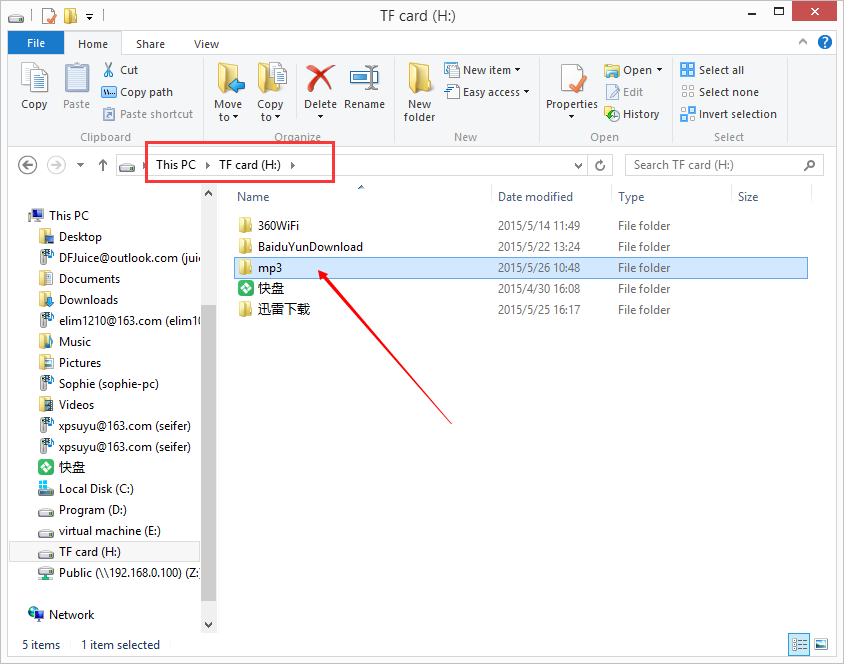 TF card (H:)
File Home Share View
Copy
Paste
Cut
Copy path
Paste shortcut
Clipboard
Move to
Copy to
Delete
Rename
Organize
New folder
New item
Easy access
New
Properties
Open
Edit
History
Open
Select all
Select none
Invert selection
Select
This PC TF card (H:)
Search TF card (H:)
This PC
Desktop
DFJuice@outlook.com (jui
Documents
Downloads
elim1210@163.com (elim10
Music
Pictures
Sophie (sophie-pc)
Videos
xpsuyu@163.com (seifer)
xpsuyu@163.com (seifer)
快盘
Local Disk (C:)
Program (D:)
virtual machine (E:)
TF card (H:)
Public (\\192.168.0.100) (Z:
Network
Name Date modified Type Size
360WiFi 2015/5/14 11:49 File folder
BaiduYunDownload 2015/5/22 13:24 File folder
mp3 2015/5/26 10:48 File folder
快盘 2015/4/30 16:08 File folder
迅雷下载 2015/5/25 16:17 File folder
5 items 1 item selected